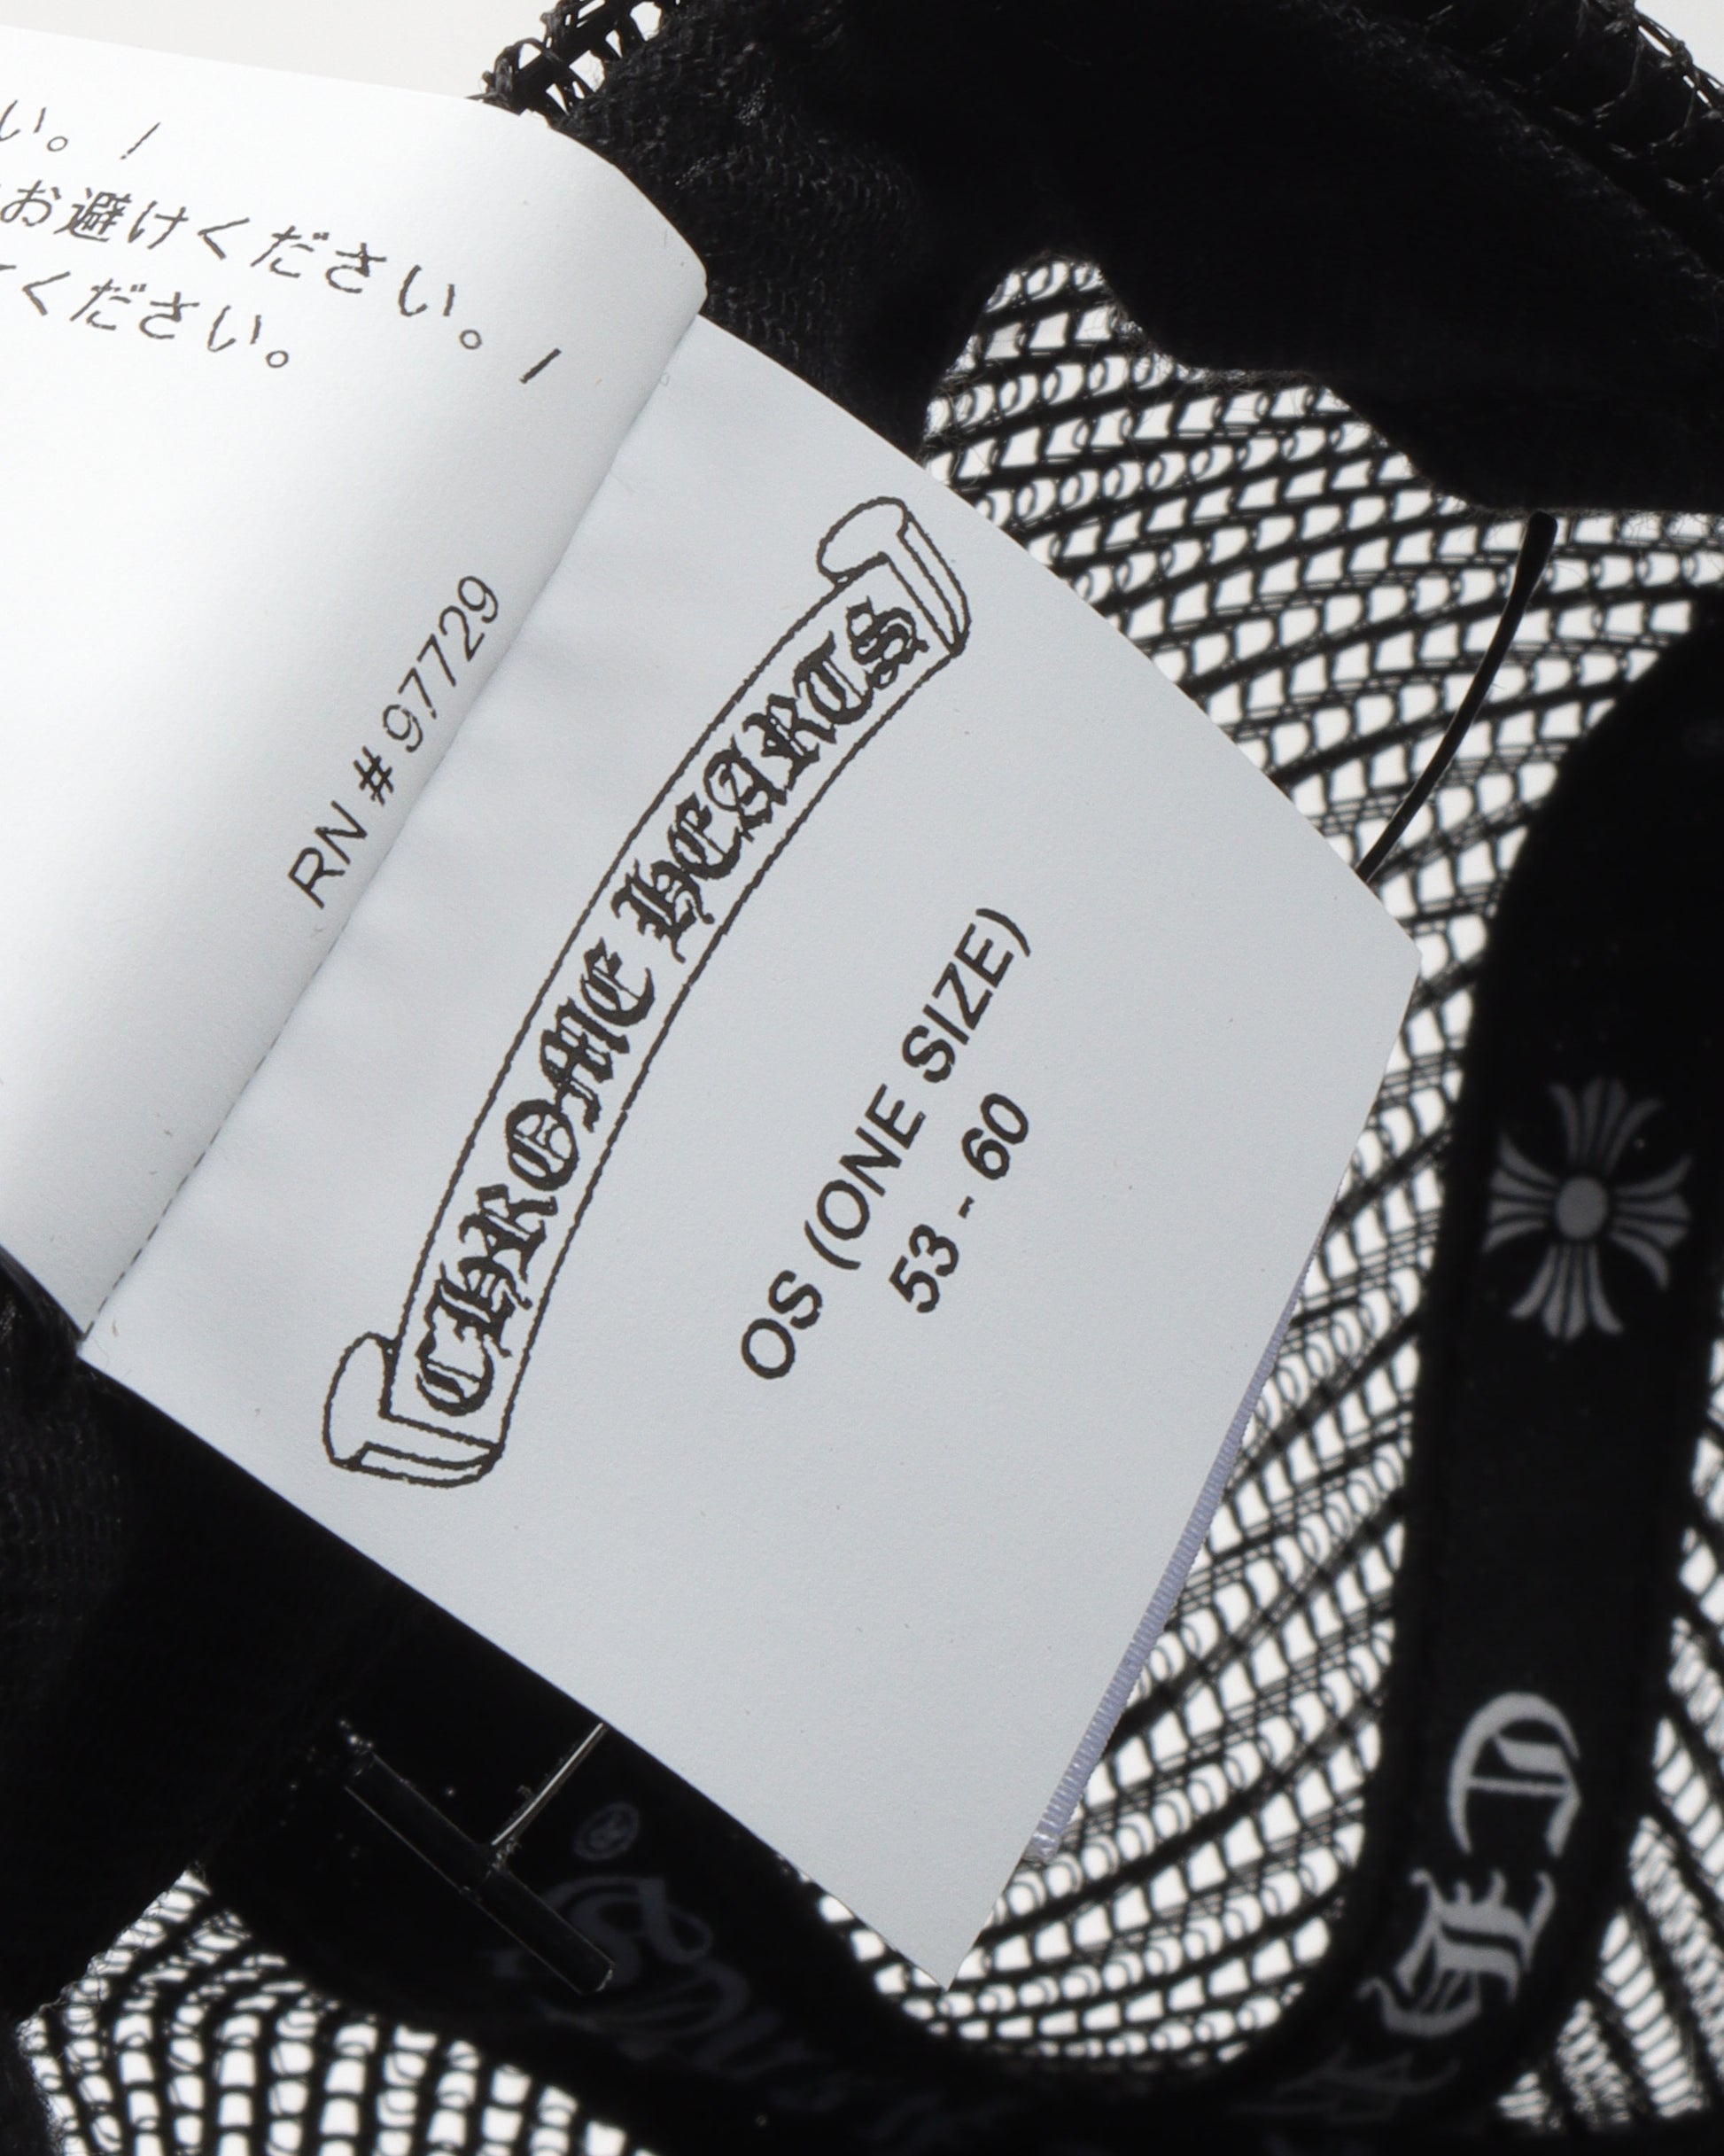 い。/
お避けください。/
ください。
RN # 97729
CHROME HEARTS
OS (ONE SIZE)
53 - 60
CH